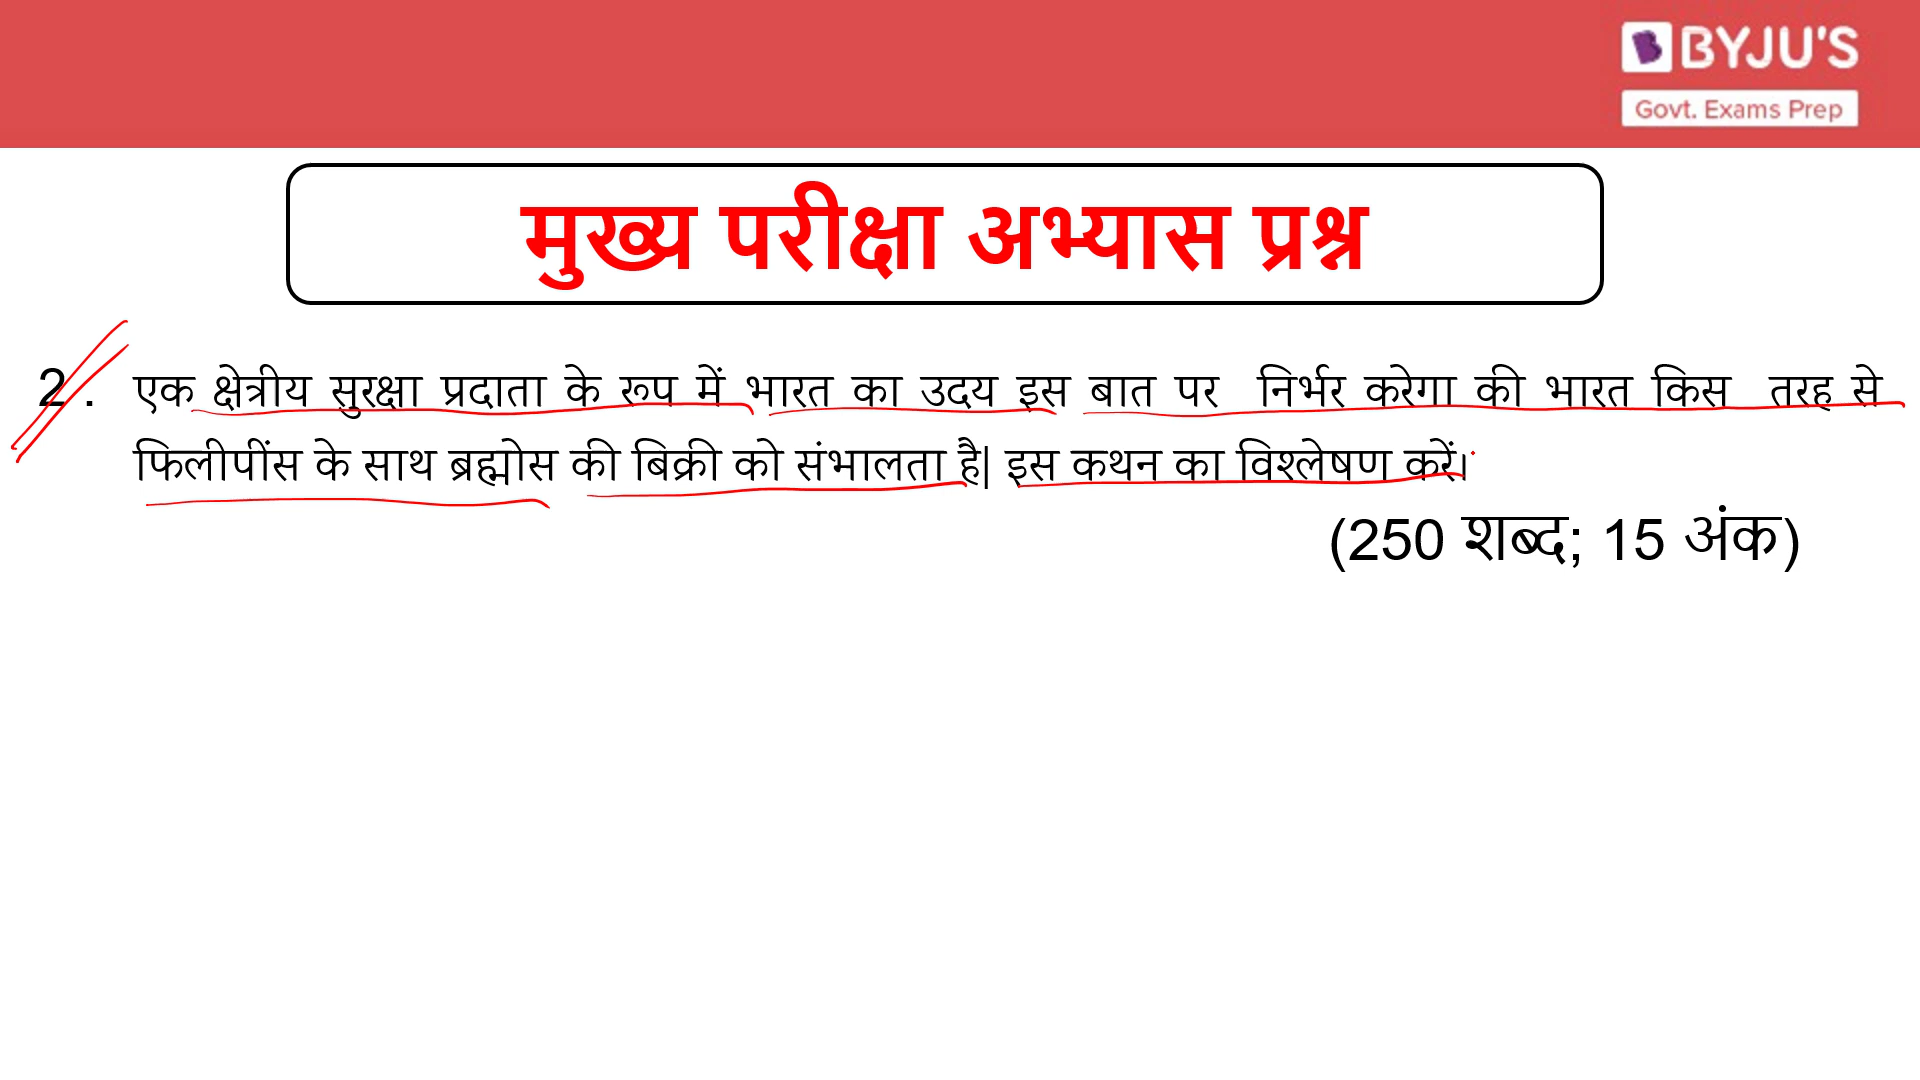 BYJU'S
Govt. Exams Prep
मुख्य परीक्षा अभ्यास प्रश्न
2 . एक क्षेत्रीय सुरक्षा प्रदाता के रूप में भारत का उदय इस बात पर निर्भर करेगा की भारत किस तरह से
फिलीपींस के साथ ब्रह्मोस की बिक्री को संभालता है| इस कथन का विश्लेषण करें।
(250 शब्द; 15 अंक)